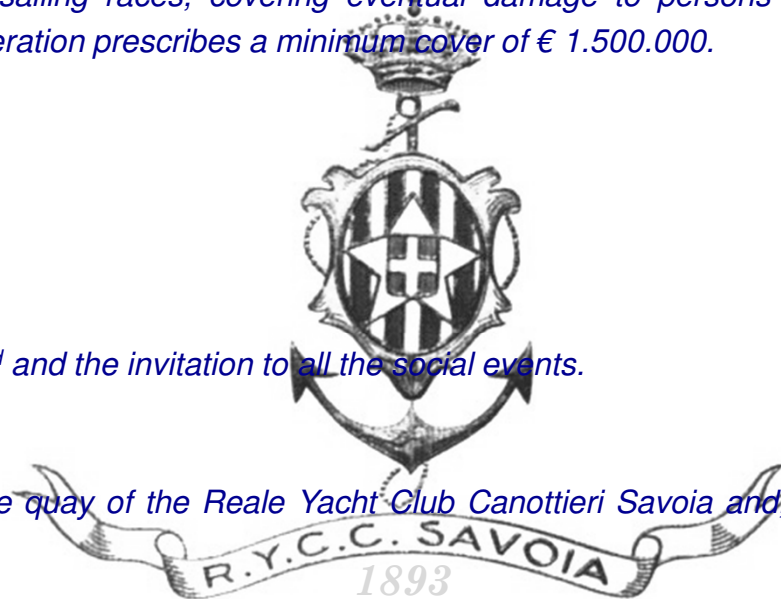 sailing races, covering eventual damage to persons
eration prescribes a minimum cover of € 1.500.000.
and the invitation to all the social events.
e quay of the Reale Yacht Club Canottieri Savoia and
R.Y.C.C. SAVOIA
1893